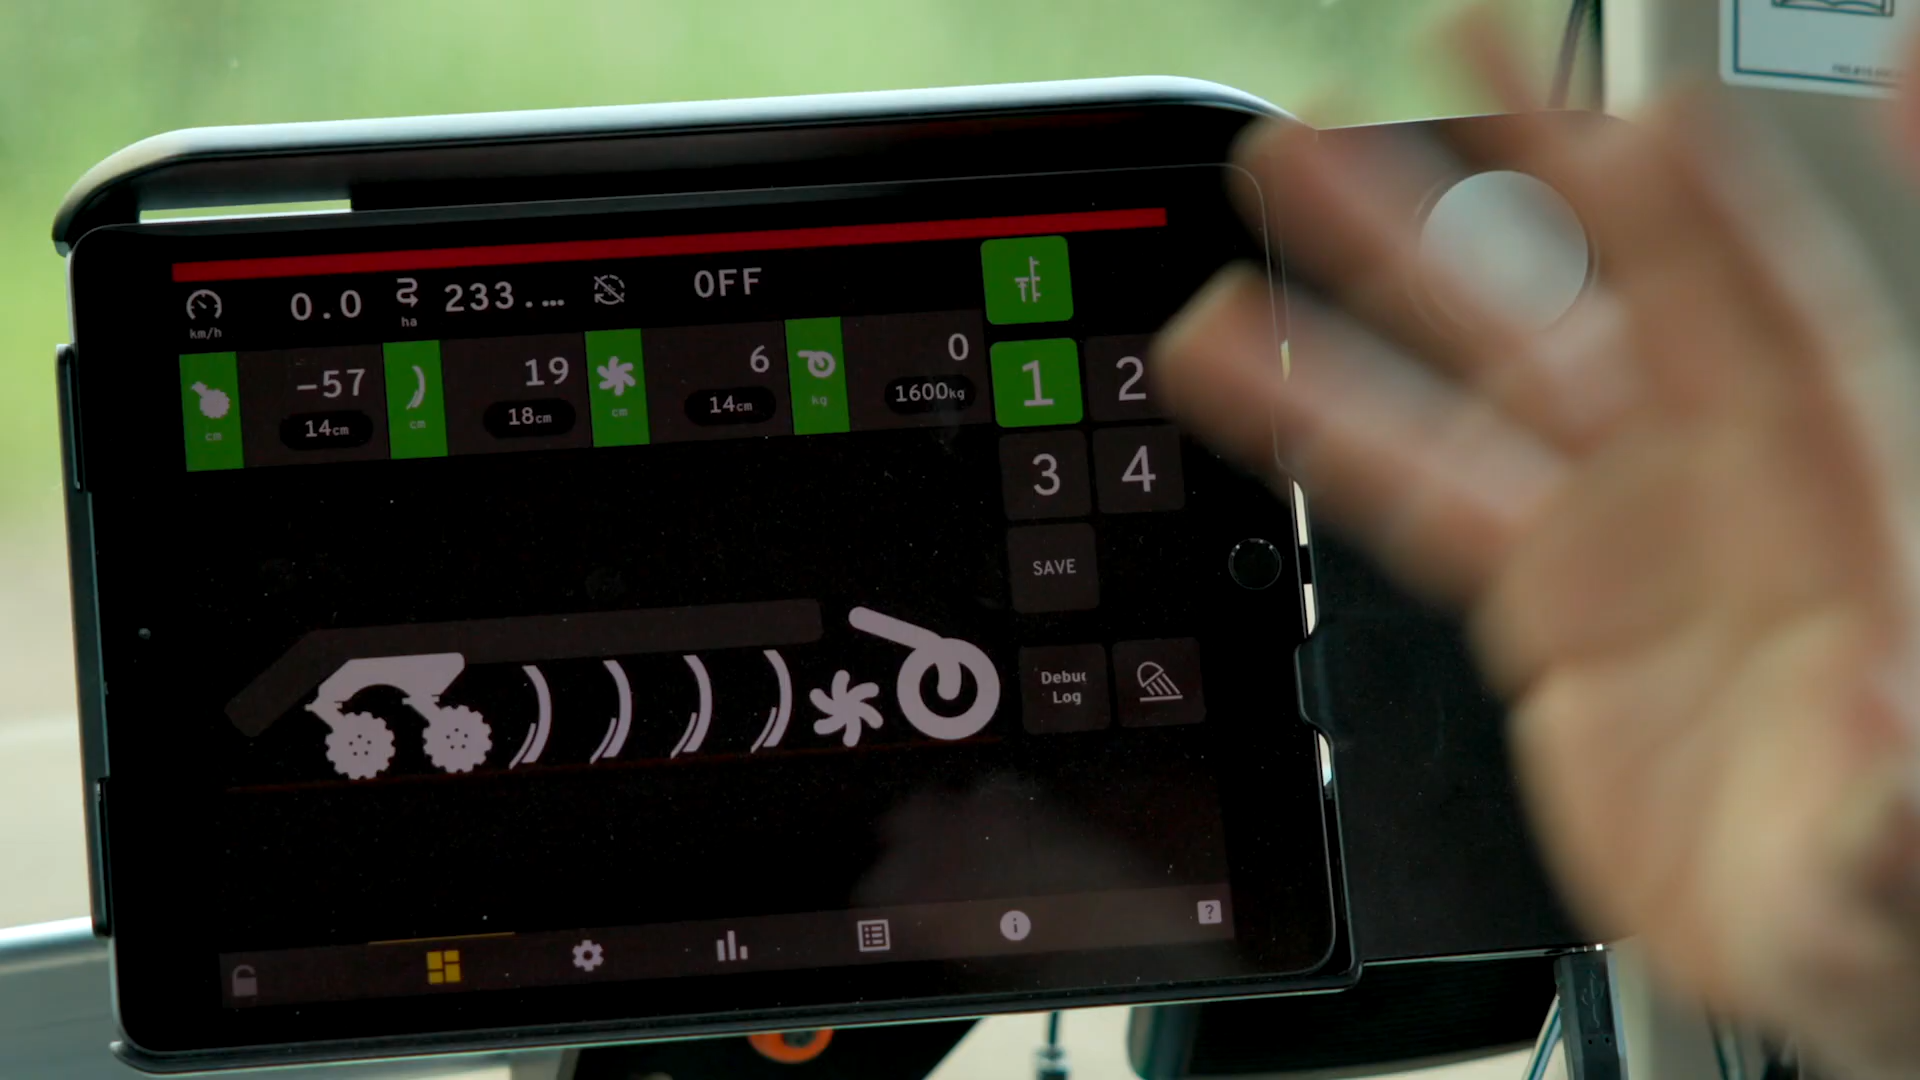 0.0 233.... OFF
km/h ha
-57 19 6 0
cm 14cm cm 18cm cm 14cm kg 1600kg
1 2
3 4
SAVE
Debug
Log
?